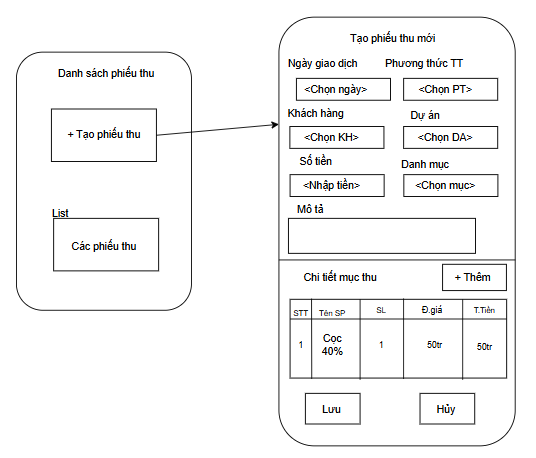 Danh sách phiếu thu
+ Tạo phiếu thu
List
Các phiếu thu
Tạo phiếu thu mới
Ngày giao dịch Phương thức TT
<Chọn ngày> <Chọn PT>
Khách hàng Dự án
<Chọn KH> <Chọn DA>
Số tiền Danh mục
<Nhập tiền> <Chọn mục>
Mô tả
Chi tiết mục thu + Thêm
STT Tên SP SL Đ.giá T.Tiền
1 Cọc 1 50tr 50tr
40%
Lưu Hủy